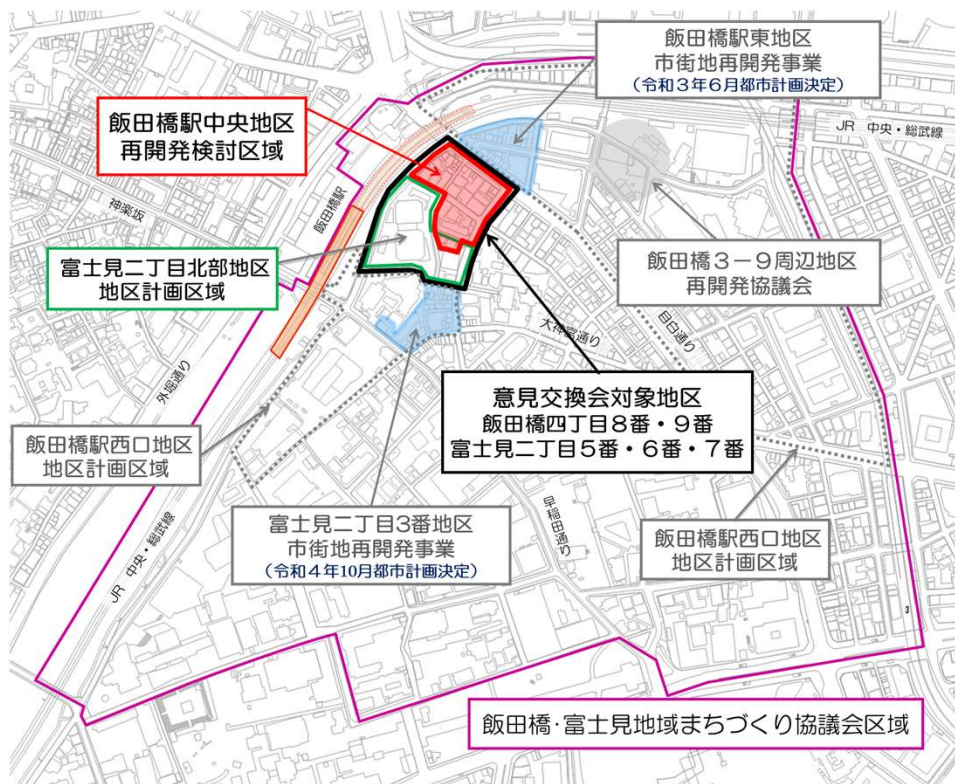 飯田橋駅東地区
市街地再開発事業
（令和３年６月都市計画決定）
飯田橋駅中央地区
再開発検討区域
JR 中央・総武線
神楽坂
飯田橋駅
富士見二丁目北部地区
地区計画区域
飯田橋３－９周辺地区
再開発協議会
目白通り
大神宮通り
外堀通り
意見交換会対象地区
飯田橋四丁目８番・９番
富士見二丁目５番・６番・７番
飯田橋駅西口地区
地区計画区域
富士見二丁目３番地区
市街地再開発事業
（令和４年10月都市計画決定）
早稲田通り
飯田橋駅西口地区
地区計画区域
JR 中央・総武線
3
飯田橋・富士見地域まちづくり協議会区域